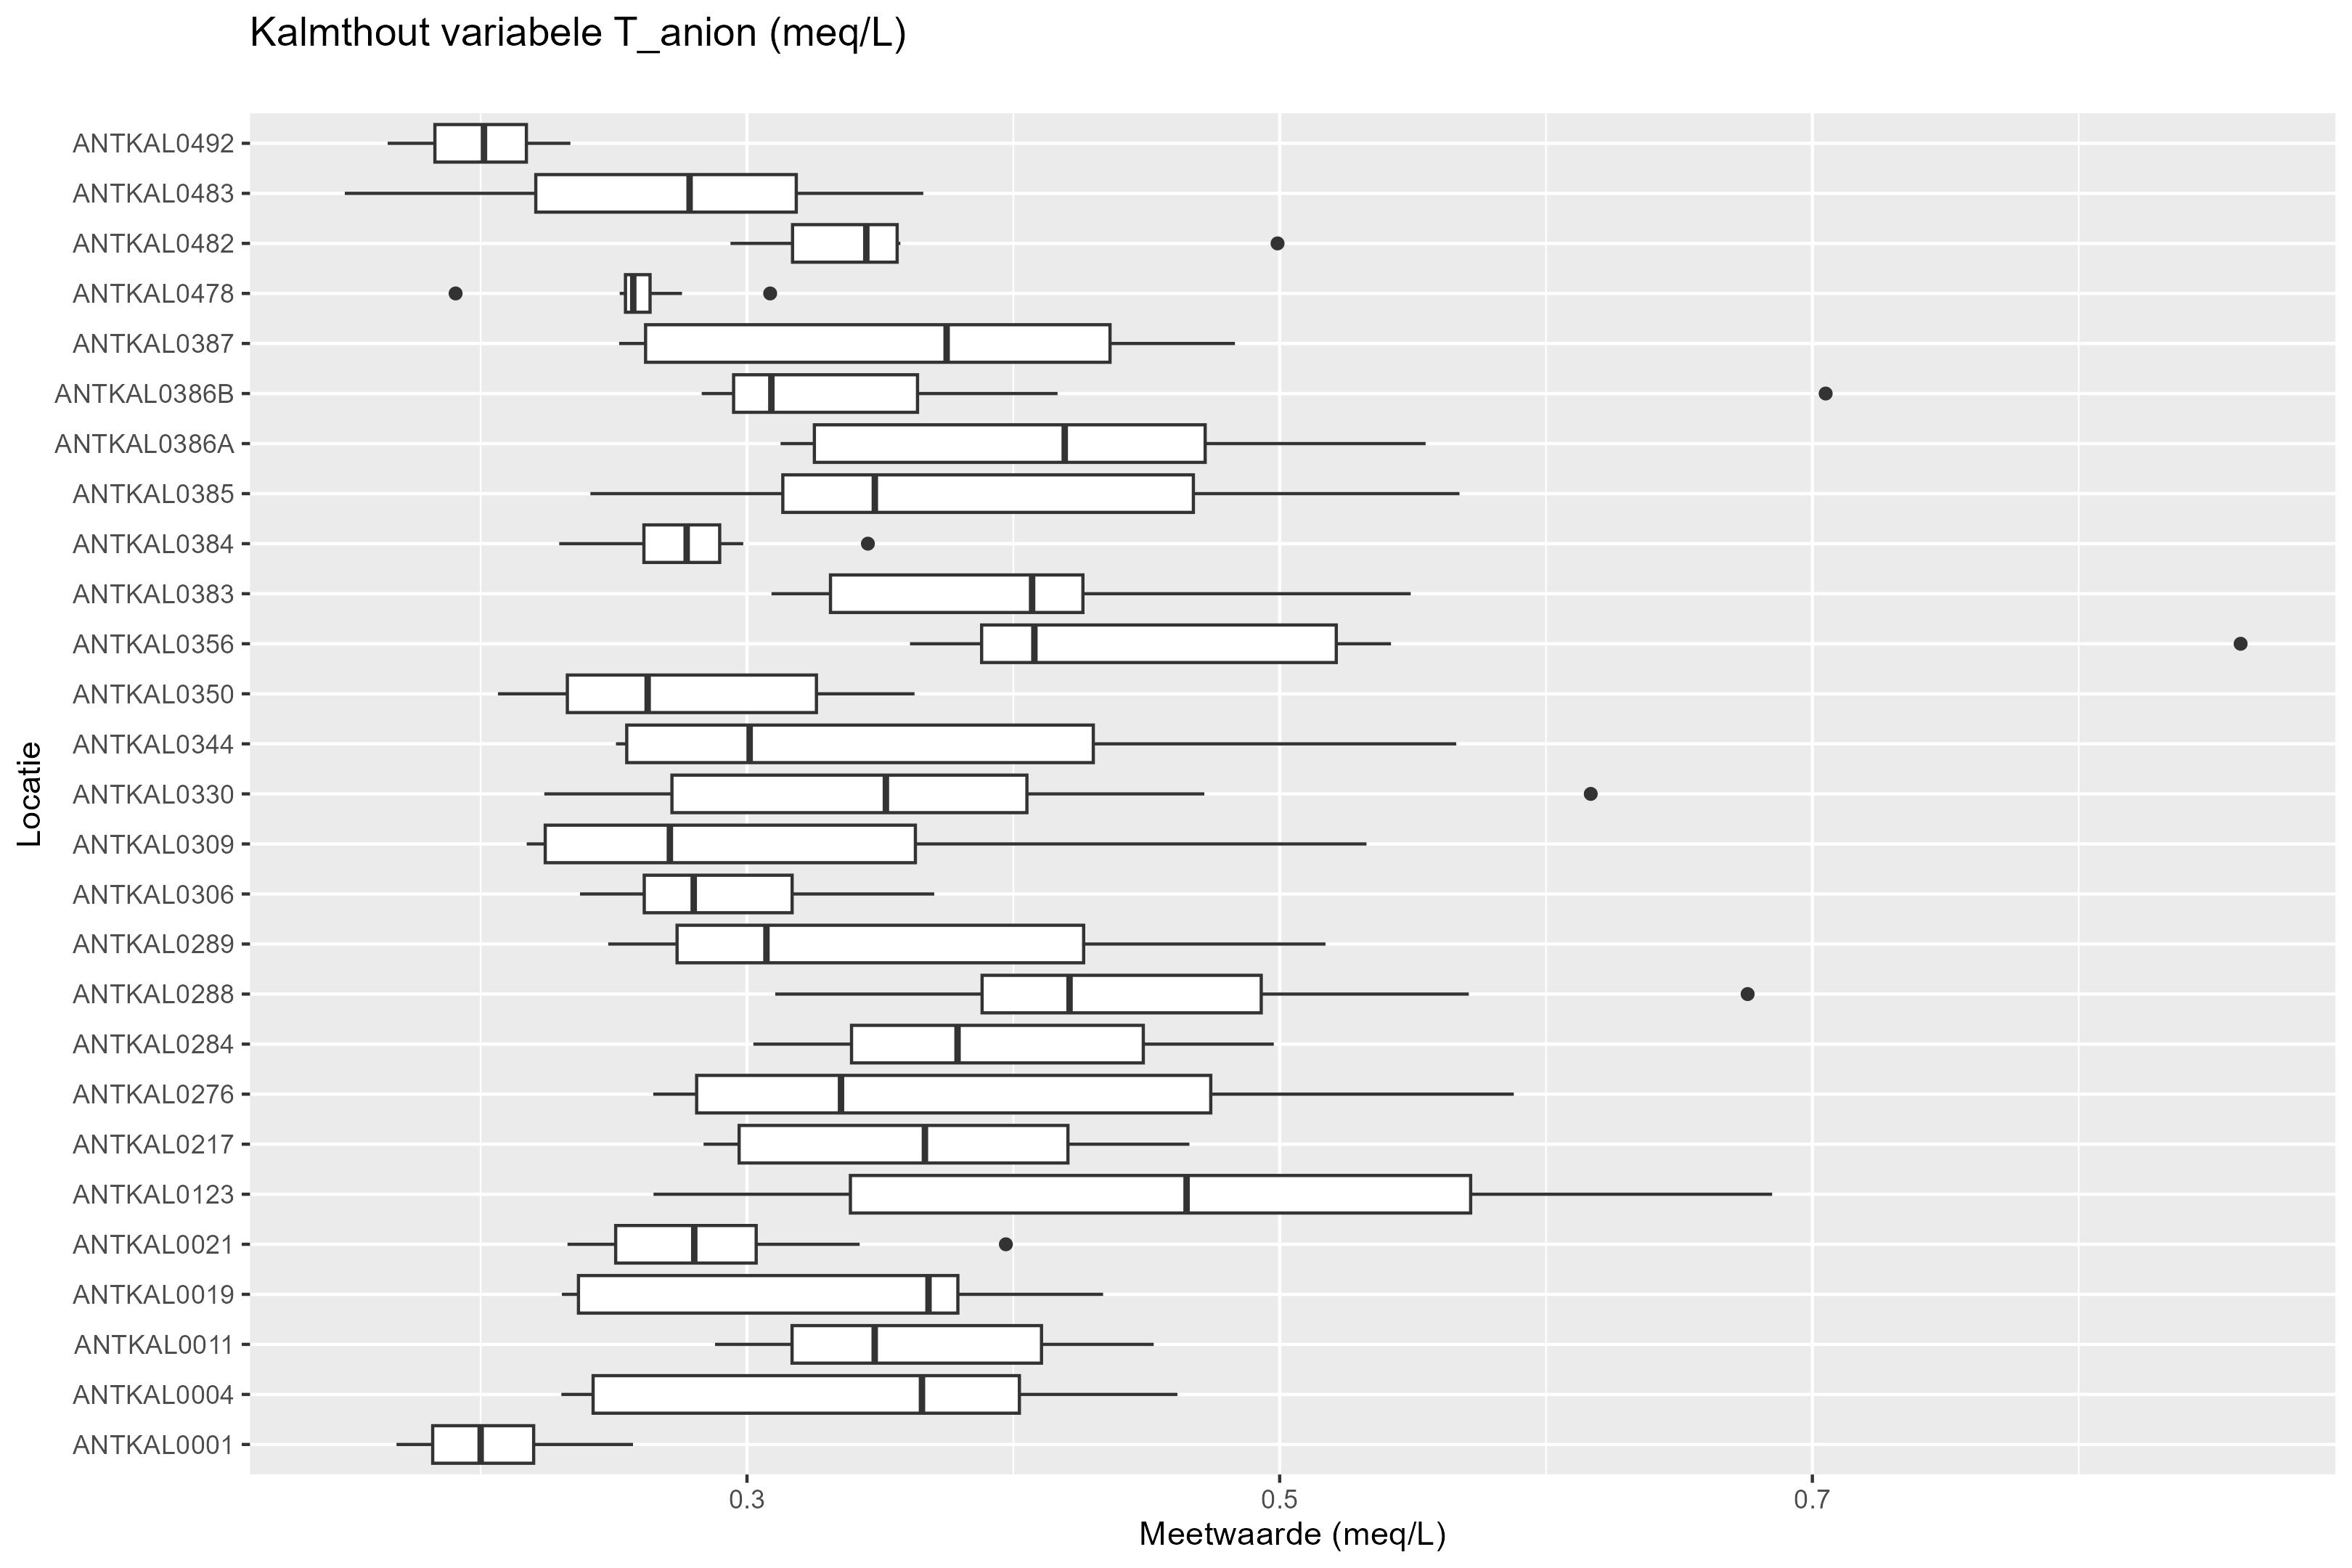 Kalmthout variabele T_anion (meq/L)
ANTKAL0492
ANTKAL0483
ANTKAL0482
ANTKAL0478
ANTKAL0387
ANTKAL0386B
ANTKAL0386A
ANTKAL0385
ANTKAL0384
ANTKAL0383
ANTKAL0356
ANTKAL0350
ANTKAL0344
ANTKAL0330
ANTKAL0309
ANTKAL0306
ANTKAL0289
ANTKAL0288
ANTKAL0284
ANTKAL0276
ANTKAL0217
ANTKAL0123
ANTKAL0021
ANTKAL0019
ANTKAL0011
ANTKAL0004
ANTKAL0001
Locatie
0.3 0.5 0.7
Meetwaarde (meq/L)